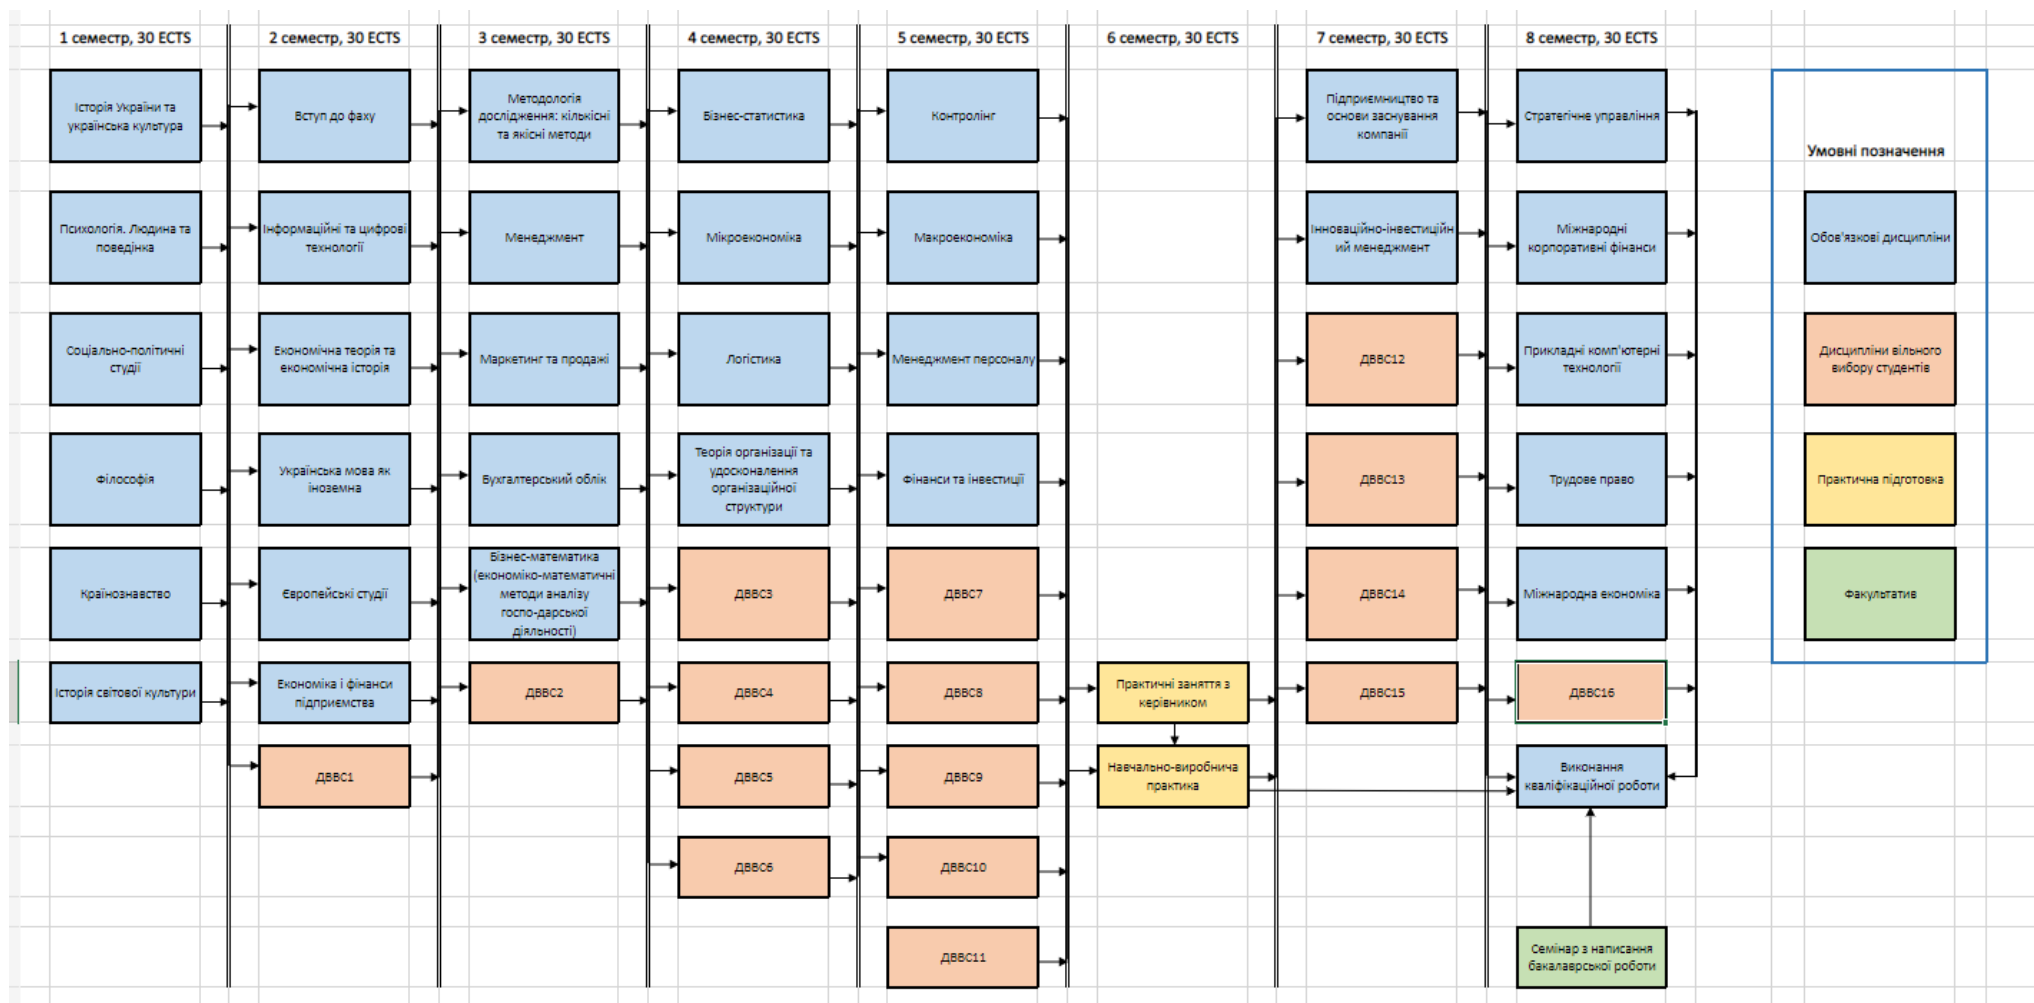 1 семестр, 30 ECTS
2 семестр, 30 ECTS
3 семестр, 30 ECTS
4 семестр, 30 ECTS
5 семестр, 30 ECTS
6 семестр, 30 ECTS
7 семестр, 30 ECTS
8 семестр, 30 ECTS
Історія України та
українська культура
Вступ до фаху
Методологія
дослідження: кількісні
та якісні методи
Бізнес-статистика
Контролінг
Підприємництво та
основи заснування
компанії
Стратегічне управління
Умовні позначення
Психологія. Людина та
поведінка
Інформаційні та цифрові
технології
Менеджмент
Мікроекономіка
Макроекономіка
Інноваційно-інвестиційн
ий менеджмент
Міжнародні
корпоративні фінанси
Обов'язкові дисципліни
Соціально-політичні
студії
Економічна теорія та
економічна історія
Маркетинг та продажі
Логістика
Менеджмент персоналу
ДВВС12
Прикладні комп'ютерні
технології
Дисципліни вільного
вибору студентів
Філософія
Українська мова як
іноземна
Бухгалтерський облік
Теорія організації та
удосконалення
організаційної
структури
Фінанси та інвестиції
ДВВС13
Трудове право
Практична підготовка
Країнознавство
Європейські студії
Бізнес-математика
(економіко-математичні
методи аналізу
госпо-дарської
діяльності)
ДВВС3
ДВВС7
ДВВС14
Міжнародна економіка
Факультатив
Історія світової культури
Економіка і фінанси
підприємства
ДВВС2
ДВВС4
ДВВС8
Практичні заняття з
керівником
ДВВС15
ДВВС16
ДВВС1
ДВВС5
ДВВС9
Навчально-виробнича
практика
Виконання
кваліфікаційної роботи
ДВВС6
ДВВС10
ДВВС11
Семінар з написання
бакалаврської роботи